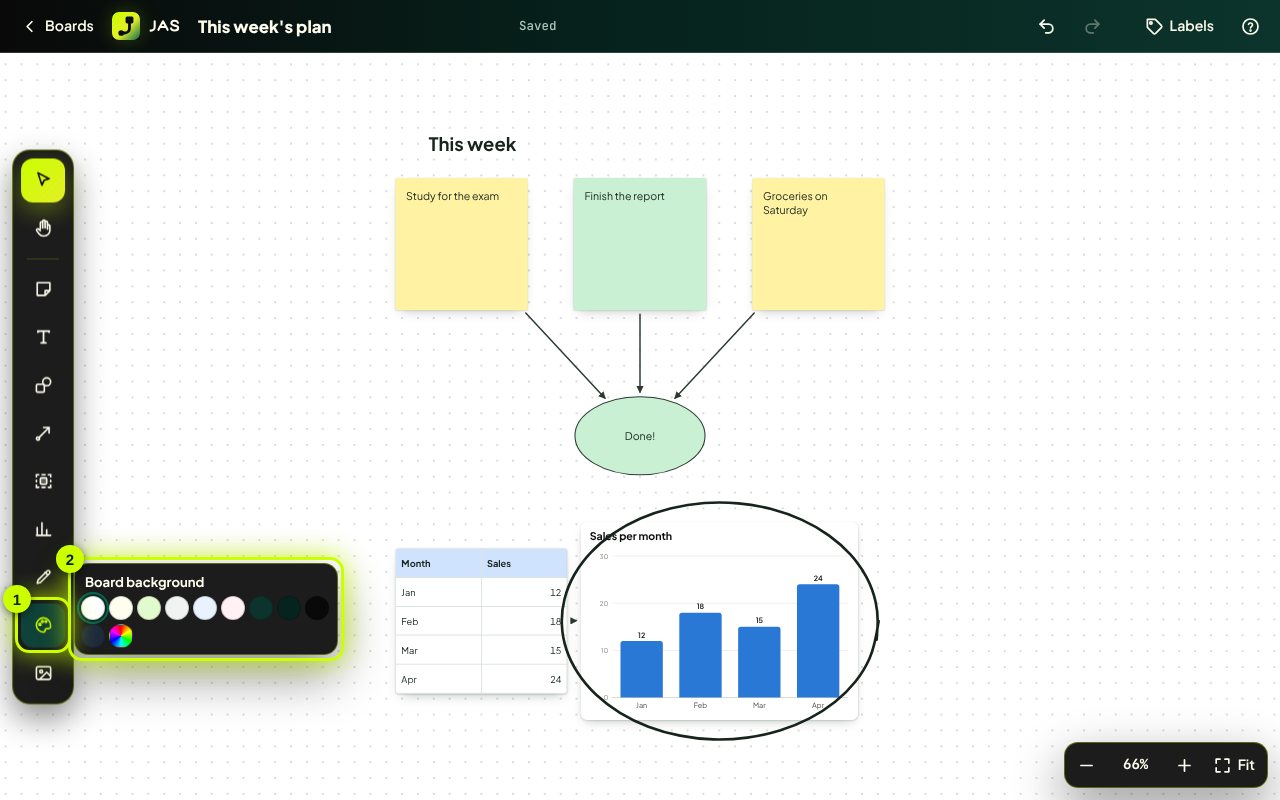 Boards
JAS
This week's plan
Saved
Labels
This week
Study for the exam
Finish the report
Groceries on
Saturday
Done!
2
Board background
1
Month Sales
Jan 12
Feb 18
Mar 15
Apr 24
Sales per month
30
20
10
0
12
18
15
24
Jan
Feb
Mar
Apr
66%
Fit